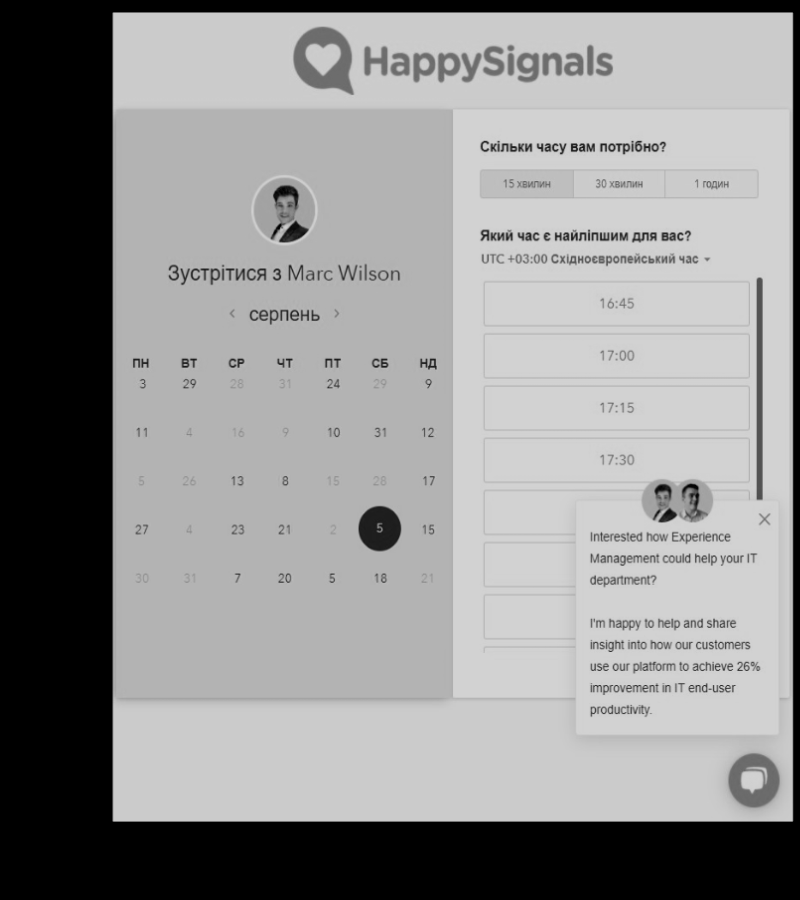 HappySignals
Зустрітися з Marc Wilson
серпень
ПН ВТ СР ЧТ ПТ СБ НД
3 29 28 31 24 29 9
11 4 16 9 10 31 12
5 26 13 8 15 28 17
27 4 23 21 2 5 15
30 31 7 20 5 18 21
Скільки часу вам потрібно?
15 хвилин 30 хвилин 1 годин
Який час є найліпшим для вас?
UTC +03:00 Східноєвропейський час
16:45
17:00
17:15
17:30
Interested how Experience
Management could help your IT
department?
I'm happy to help and share
insight into how our customers
use our platform to achieve 26%
improvement in IT end-user
productivity.